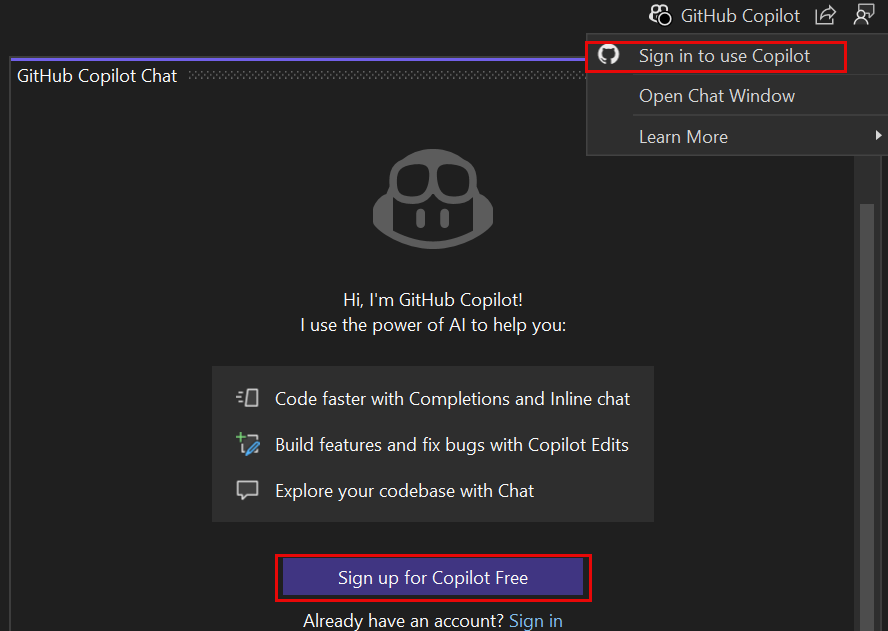 GitHub Copilot
Sign in to use Copilot
Open Chat Window
Learn More
GitHub Copilot Chat
Hi, I'm GitHub Copilot!
I use the power of AI to help you:
Code faster with Completions and Inline chat
Build features and fix bugs with Copilot Edits
Explore your codebase with Chat
Sign up for Copilot Free
Already have an account? Sign in